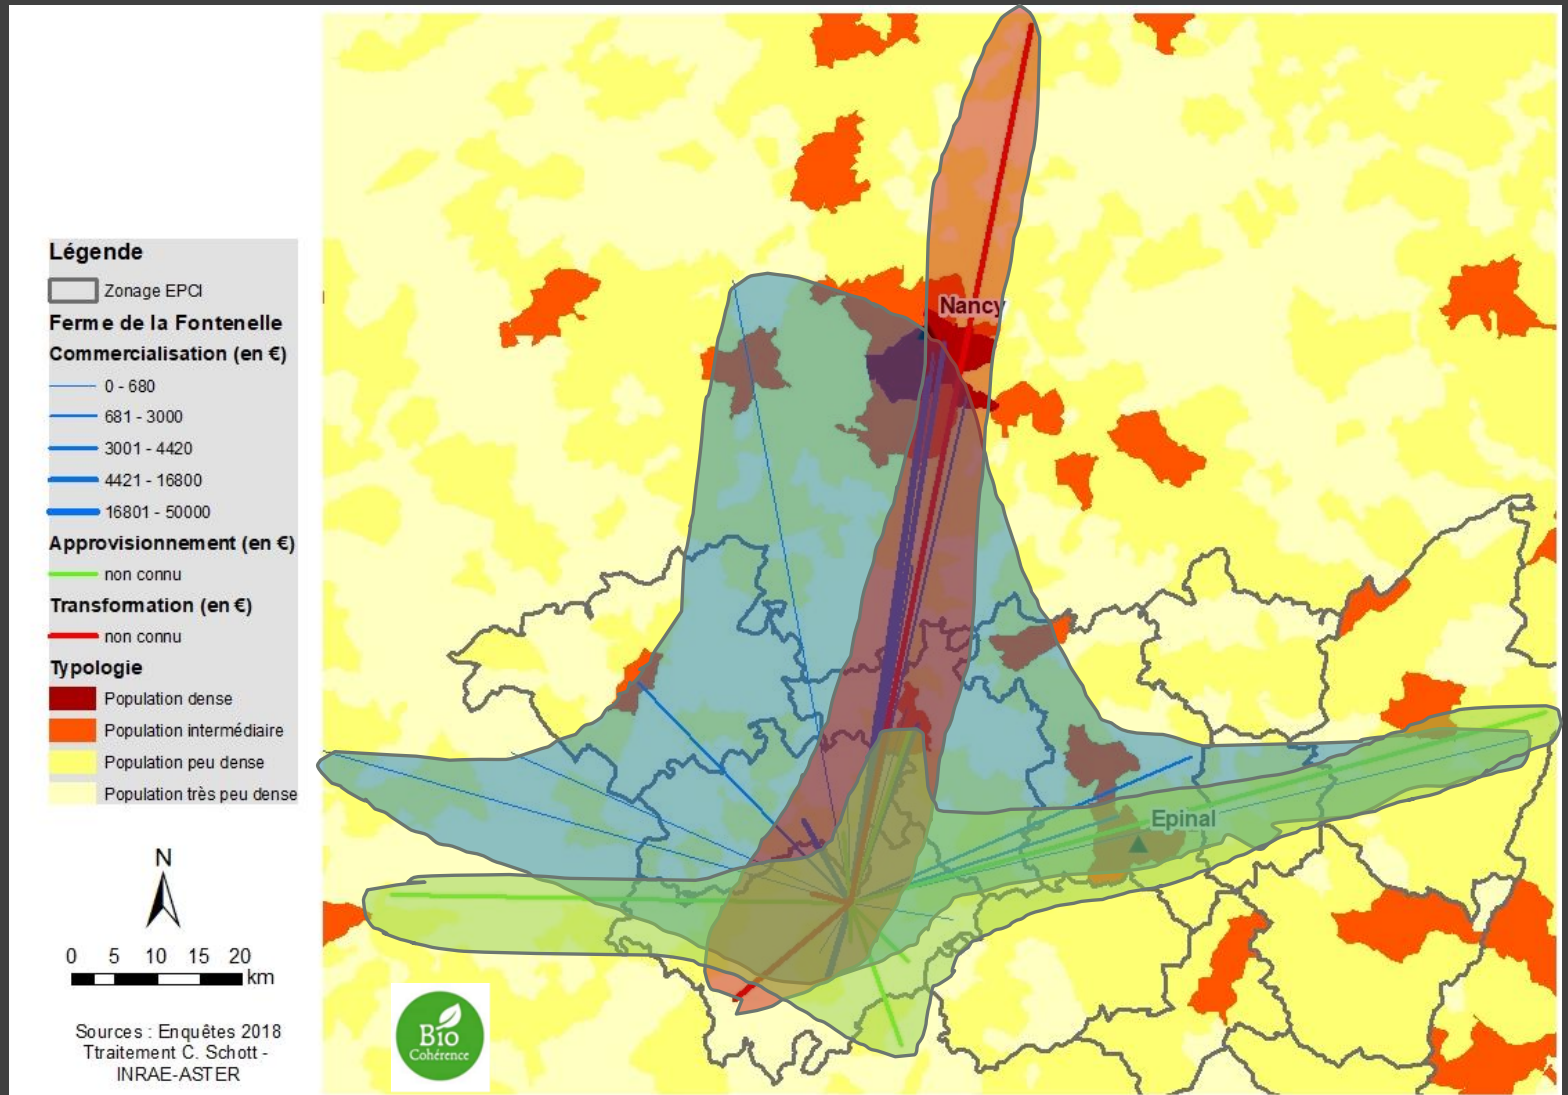 Légende
Zonage EPCI
Ferme de la Fontenelle
Commercialisation (en €)
0 - 680
681 - 3000
3001 - 4420
4421 - 16800
16801 - 50000
Approvisionnement (en €)
non connu
Transformation (en €)
non connu
Typologie
Population dense
Population intermédiaire
Population peu dense
Population très peu dense
N
0 5 10 15 20
km
Sources : Enquêtes 2018
Ttraitement C. Schott -
INRAE-ASTER
Bio
Cohérence
Nancy
Epinal